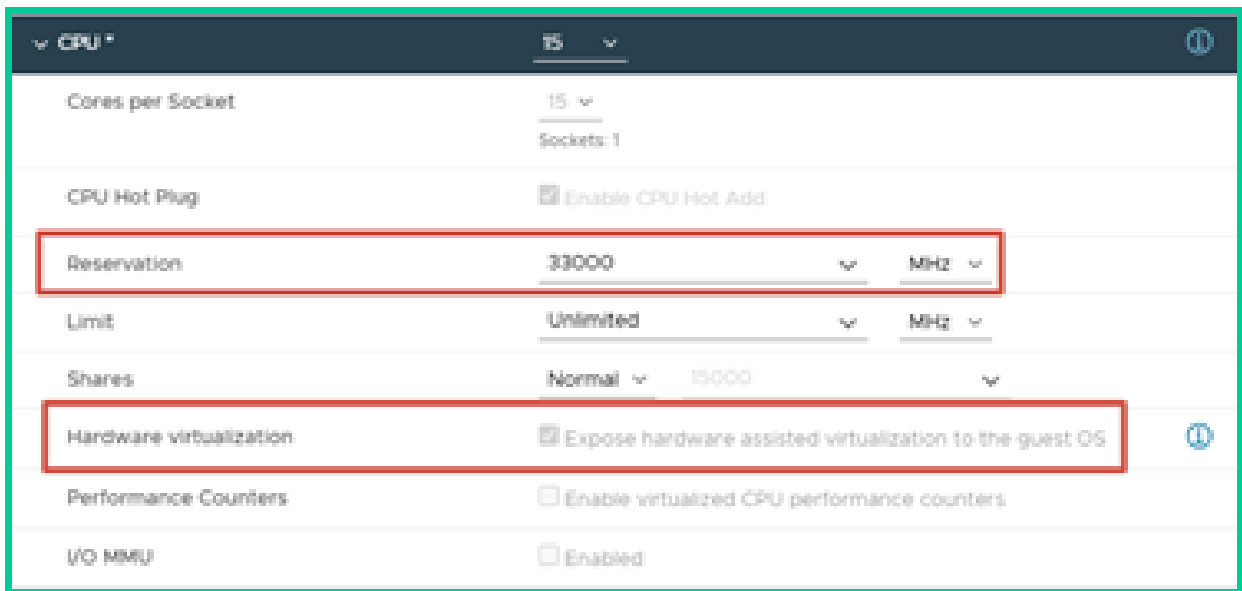 CPU * 15
Cores per Socket 15
Sockets: 1
CPU Hot Plug Enable CPU Hot Add
Reservation 33000 MHz
Limit Unlimited MHz
Shares Normal 15000
Hardware virtualization Expose hardware assisted virtualization to the guest OS
Performance Counters Enable virtualized CPU performance counters
I/O MMU Enabled